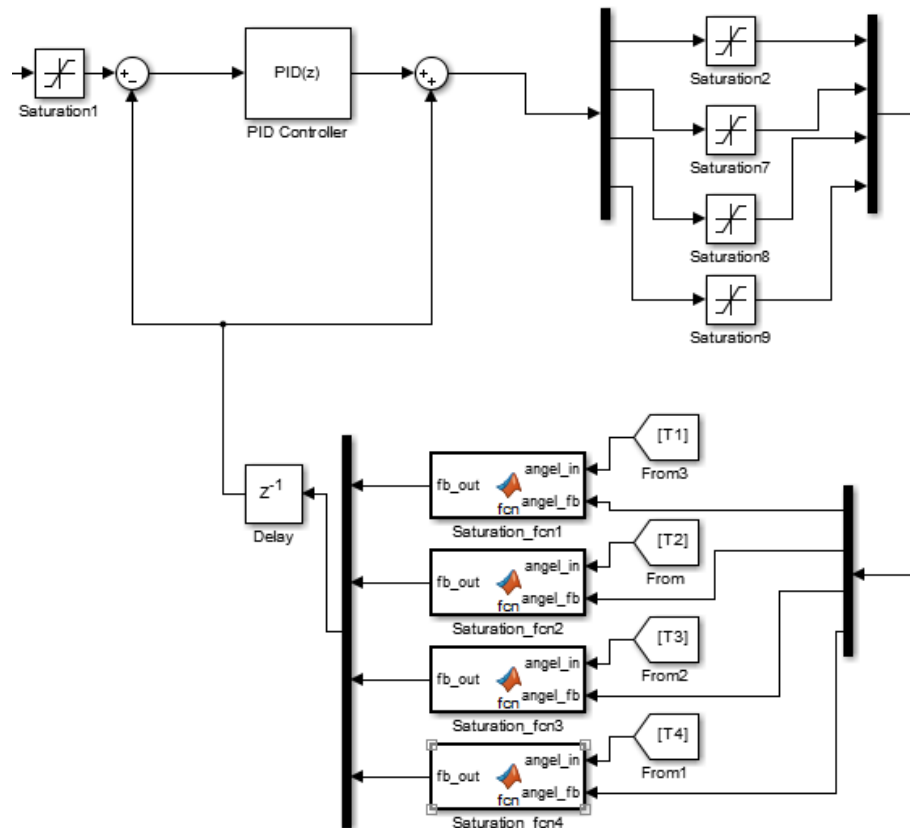 Saturation1
+
−
PID(z)
PID Controller
+
+
Saturation2
Saturation7
Saturation8
Saturation9
Z⁻¹
Delay
fb_out
fcn
angel_in
angel_fb
Saturation_fcn1
[T1]
From3
fb_out
fcn
angel_in
angel_fb
Saturation_fcn2
[T2]
From
fb_out
fcn
angel_in
angel_fb
Saturation_fcn3
[T3]
From2
fb_out
fcn
angel_in
angel_fb
Saturation_fcn4
[T4]
From1